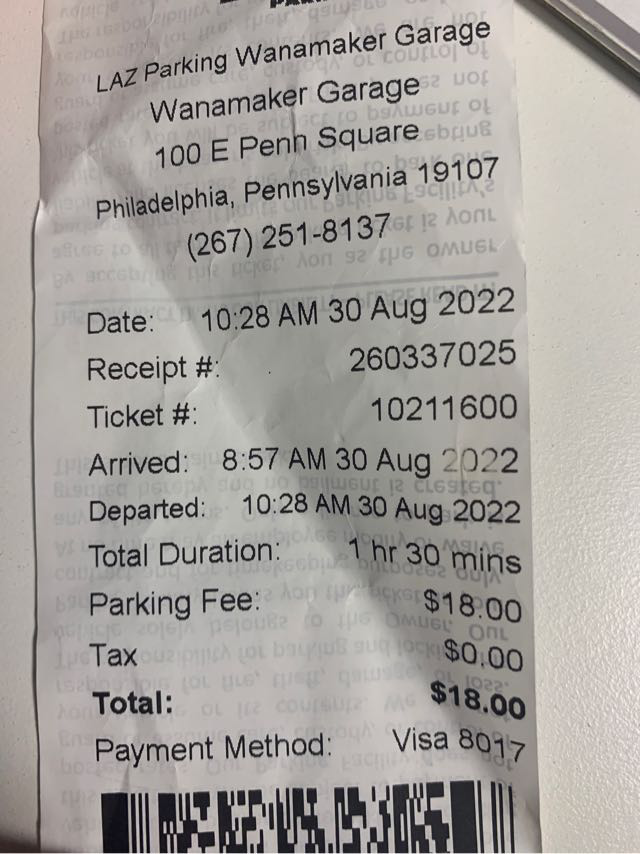 LAZ Parking Wanamaker Garage
Wanamaker Garage
100 E Penn Square
Philadelphia, Pennsylvania 19107
(267) 251-8137
Date: 10:28 AM 30 Aug 2022
Receipt #: 260337025
Ticket #: 10211600
Arrived: 8:57 AM 30 Aug 2022
Departed: 10:28 AM 30 Aug 2022
Total Duration: 1 hr 30 mins
Parking Fee: $18.00
Tax $0.00
Total: $18.00
Payment Method: Visa 8017